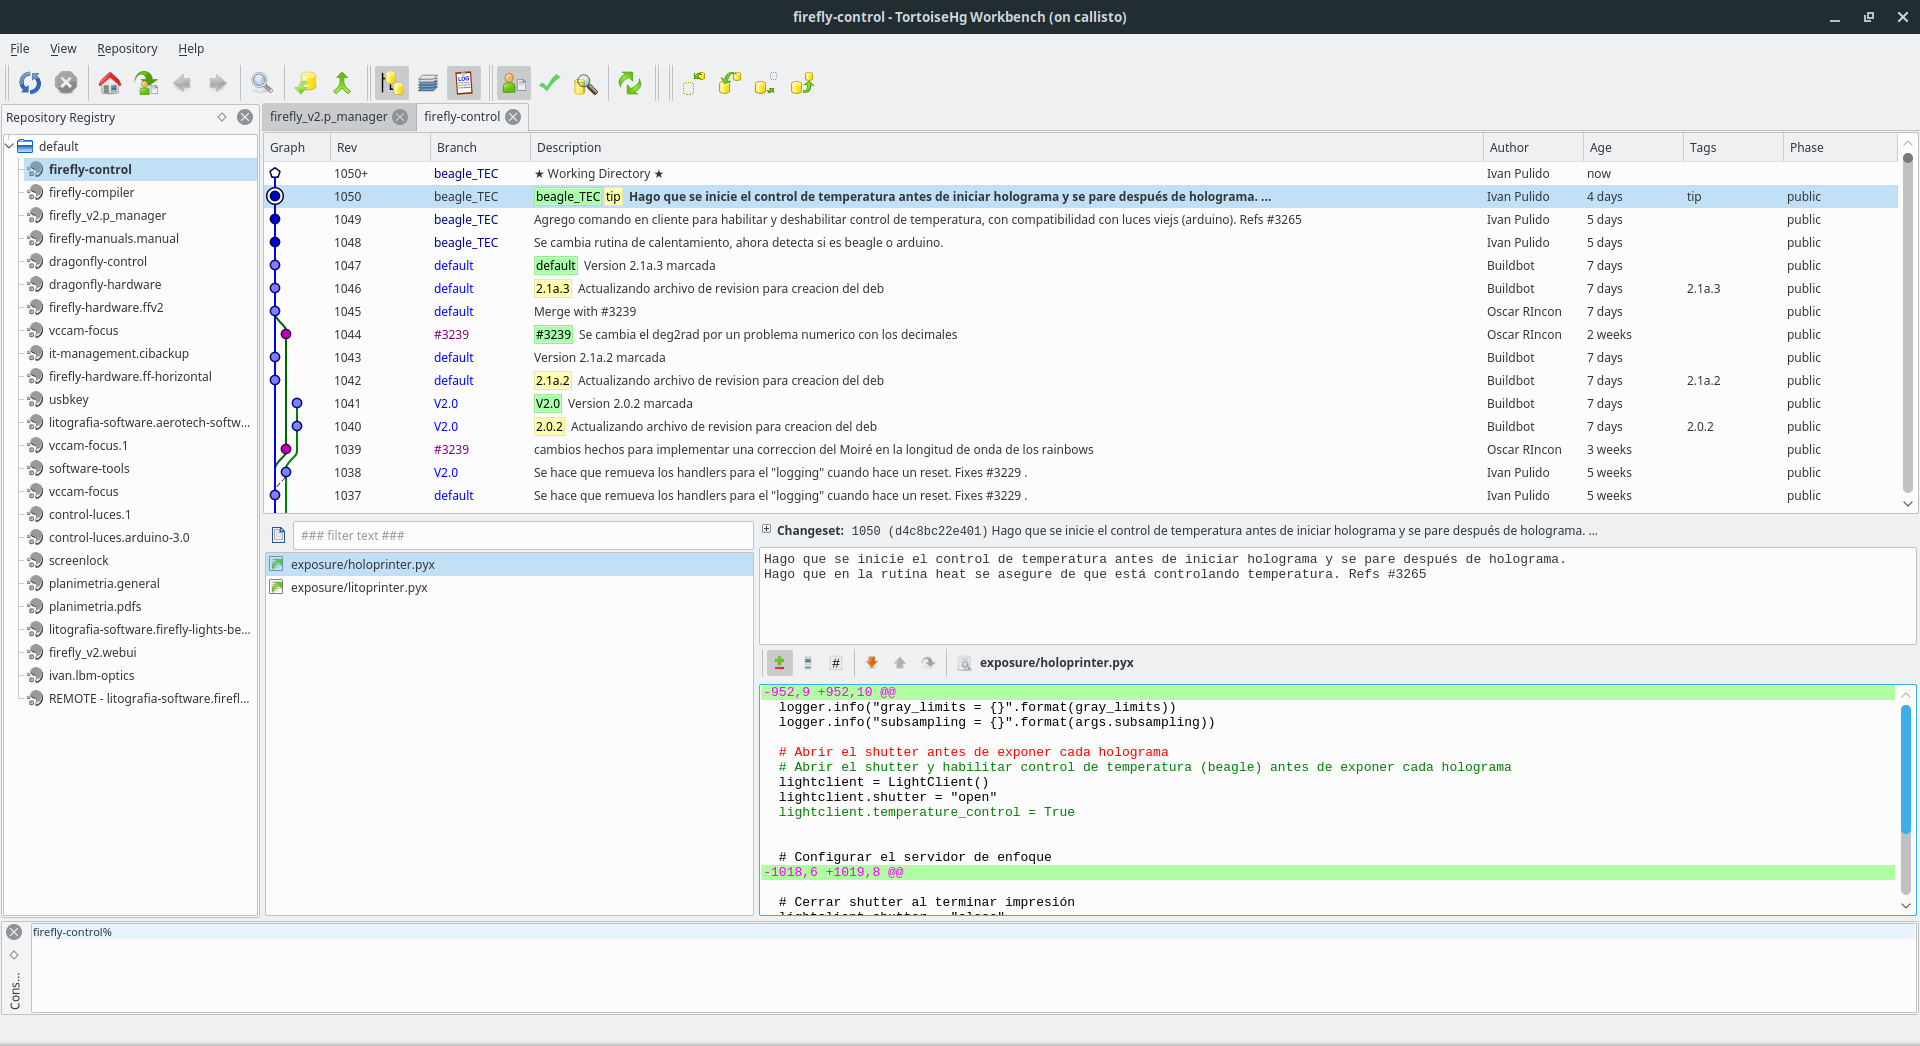 firefly-control - TortoiseHg Workbench (on callisto)
File View Repository Help
LOG
Repository Registry
default
firefly-control
firefly-compiler
firefly_v2.p_manager
firefly-manuals.manual
dragonfly-control
dragonfly-hardware
firefly-hardware.ffv2
vccam-focus
it-management.cibackup
firefly-hardware.ff-horizontal
usbkey
litografia-software.aerotech-softw...
vccam-focus.1
software-tools
vccam-focus
control-luces.1
control-luces.arduino-3.0
screenlock
planimetria.general
planimetria.pdfs
litografia-software.firefly-lights-be...
firefly_v2.webui
ivan.lbm-optics
REMOTE - litografia-software.firefl...
firefly_v2.p_manager firefly-control
Graph Rev Branch Description Author Age Tags Phase
1050+ beagle_TEC ★ Working Directory ★ Ivan Pulido now
1050 beagle_TEC beagle_TEC tip Hago que se inicie el control de temperatura antes de iniciar holograma y se pare después de holograma. ... Ivan Pulido 4 days tip public
1049 beagle_TEC Agrego comando en cliente para habilitar y deshabilitar control de temperatura, con compatibilidad con luces viejs (arduino). Refs #3265 Ivan Pulido 5 days public
1048 beagle_TEC Se cambia rutina de calentamiento, ahora detecta si es beagle o arduino. Ivan Pulido 5 days public
1047 default default Version 2.1a.3 marcada Buildbot 7 days public
1046 default 2.1a.3 Actualizando archivo de revision para creacion del deb Buildbot 7 days 2.1a.3 public
1045 default Merge with #3239 Oscar RIncon 7 days public
1044 #3239 #3239 Se cambia el deg2rad por un problema numerico con los decimales Oscar RIncon 2 weeks public
1043 default Version 2.1a.2 marcada Buildbot 7 days public
1042 default 2.1a.2 Actualizando archivo de revision para creacion del deb Buildbot 7 days 2.1a.2 public
1041 V2.0 V2.0 Version 2.0.2 marcada Buildbot 7 days public
1040 V2.0 2.0.2 Actualizando archivo de revision para creacion del deb Buildbot 7 days 2.0.2 public
1039 #3239 cambios hechos para implementar una correccion del Moiré en la longitud de onda de los rainbows Oscar RIncon 3 weeks public
1038 V2.0 Se hace que remueva los handlers para el "logging" cuando hace un reset. Fixes #3229 . Ivan Pulido 5 weeks public
1037 default Se hace que remueva los handlers para el "logging" cuando hace un reset. Fixes #3229 . Ivan Pulido 5 weeks public
### filter text ###
exposure/holoprinter.pyx
exposure/litoprinter.pyx
Changeset: 1050 (d4c8bc22e401) Hago que se inicie el control de temperatura antes de iniciar holograma y se pare después de holograma. ...
Hago que se inicie el control de temperatura antes de iniciar holograma y se pare después de holograma.
Hago que en la rutina heat se asegure de que está controlando temperatura. Refs #3265
# exposure/holoprinter.pyx
-952,9 +952,10 @@
logger.info("gray_limits = {}".format(gray_limits))
logger.info("subsampling = {}".format(args.subsampling))
# Abrir el shutter antes de exponer cada holograma
# Abrir el shutter y habilitar control de temperatura (beagle) antes de exponer cada holograma
lightclient = LightClient()
lightclient.shutter = "open"
lightclient.temperature_control = True
# Configurar el servidor de enfoque
-1018,6 +1019,8 @@
# Cerrar shutter al terminar impresión
Cons...
firefly-control%